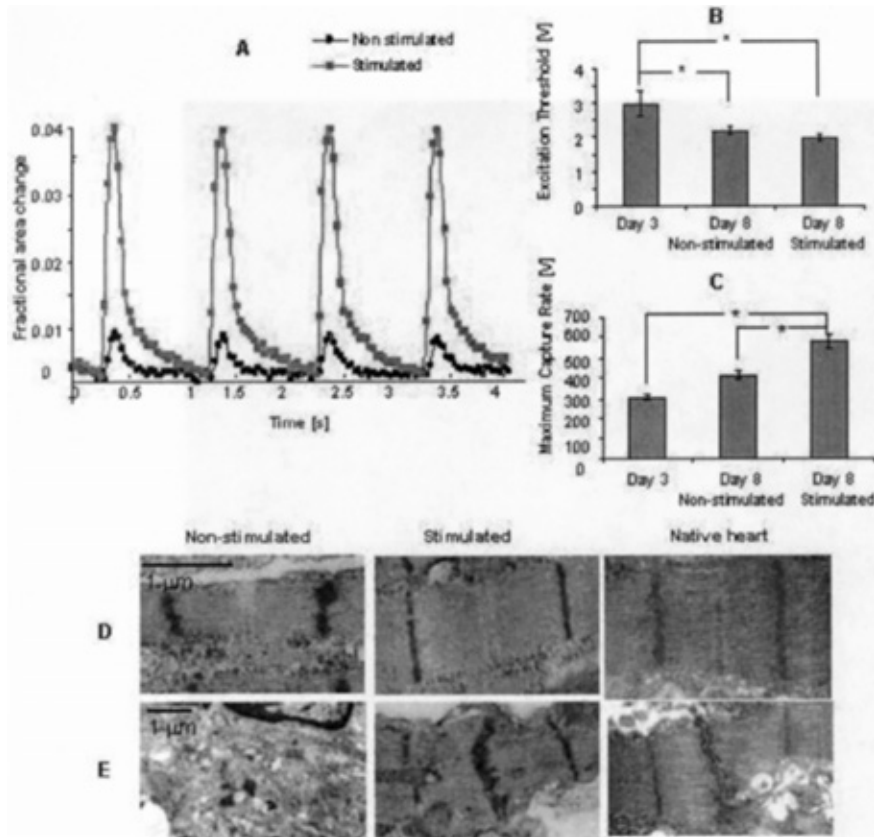 A
Non stimulated
Stimulated
Fractional area change
0.04
0.03
0.02
0.01
0
0 0.5 1 1.5 2 2.5 3 3.5 4
Time [s]
B
Excitation Threshold [V]
4
3
2
1
0
Day 3
Day 8
Non-stimulated
Day 8
Stimulated
*
*
C
Maximum Capture Rate [V]
700
600
500
400
300
200
100
0
Day 3
Day 8
Non-stimulated
Day 8
Stimulated
*
*
Non-stimulated
Stimulated
Native heart
D
1 µm
E
1 µm